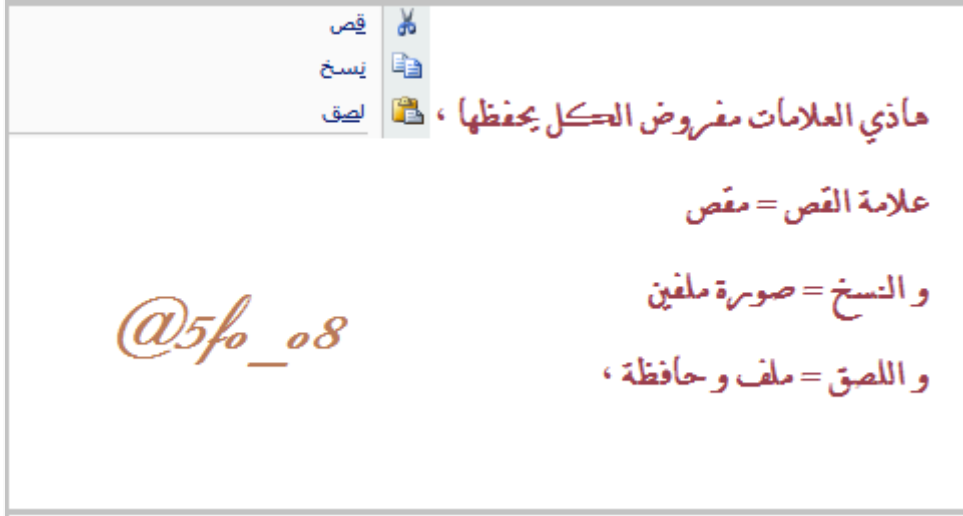 قص
نسخ
لصق
هاذي العلامات مفروض الكل يحفظها ،
علامة القص = مقص
و النسخ = صورة ملفين
و اللصق = ملف و حافظة ،
@5fo_o8